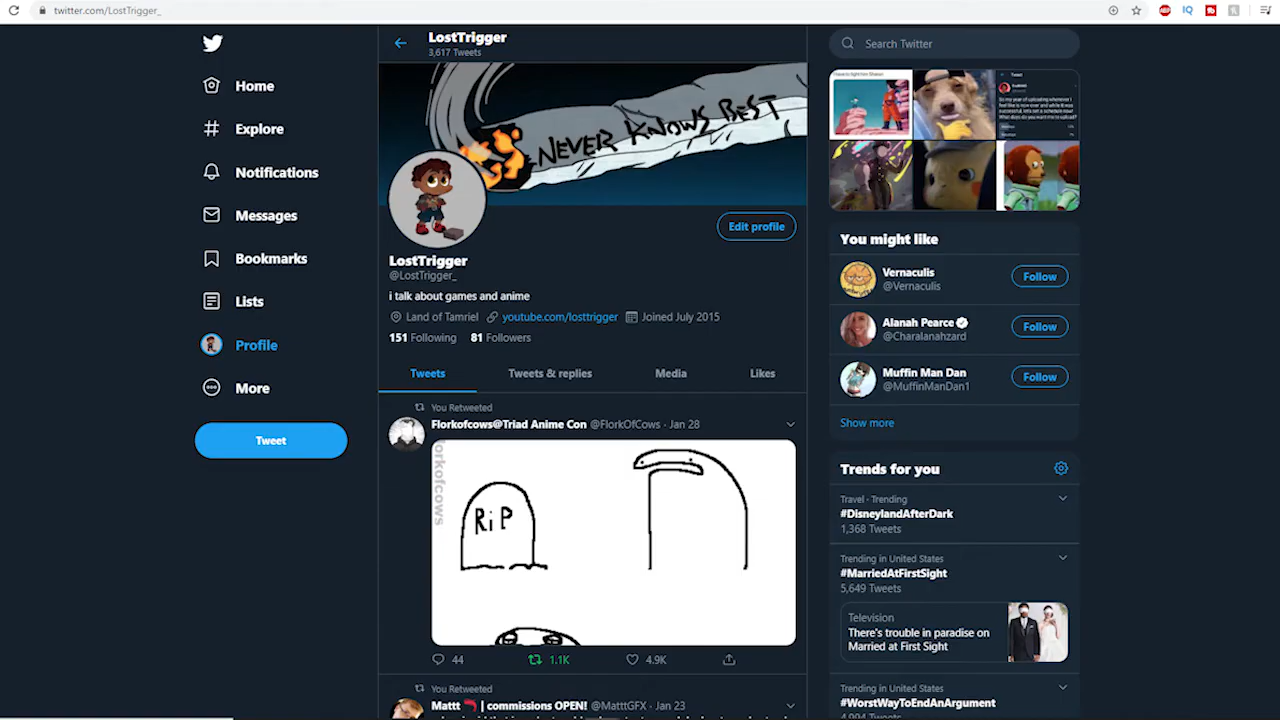 twitter.com/LostTrigger_
Home
Explore
Notifications
Messages
Bookmarks
Lists
Profile
More
Tweet
LostTrigger
3,617 Tweets
NEVER KNOWS BEST
Edit profile
LostTrigger
@LostTrigger_
i talk about games and anime
Land of Tamriel youtube.com/losttrigger Joined July 2015
151 Following 81 Followers
Tweets Tweets & replies Media Likes
You Retweeted
Florkofcows@Triad Anime Con @FlorkOfCows · Jan 28
orkofcows
RiP
44 1.1K 4.9K
You Retweeted
Mattt | commissions OPEN! @MatttGFX · Jan 23
Search Twitter
You might like
Vernaculis
@Vernaculis
Follow
Alanah Pearce
@Charalanahzard
Follow
Muffin Man Dan
@MuffinManDan1
Follow
Show more
Trends for you
Travel · Trending
#DisneylandAfterDark
1,368 Tweets
Trending in United States
#MarriedAtFirstSight
5,649 Tweets
Television
There's trouble in paradise on
Married at First Sight
Trending in United States
#WorstWayToEndAnArgument
4,994 Tweets